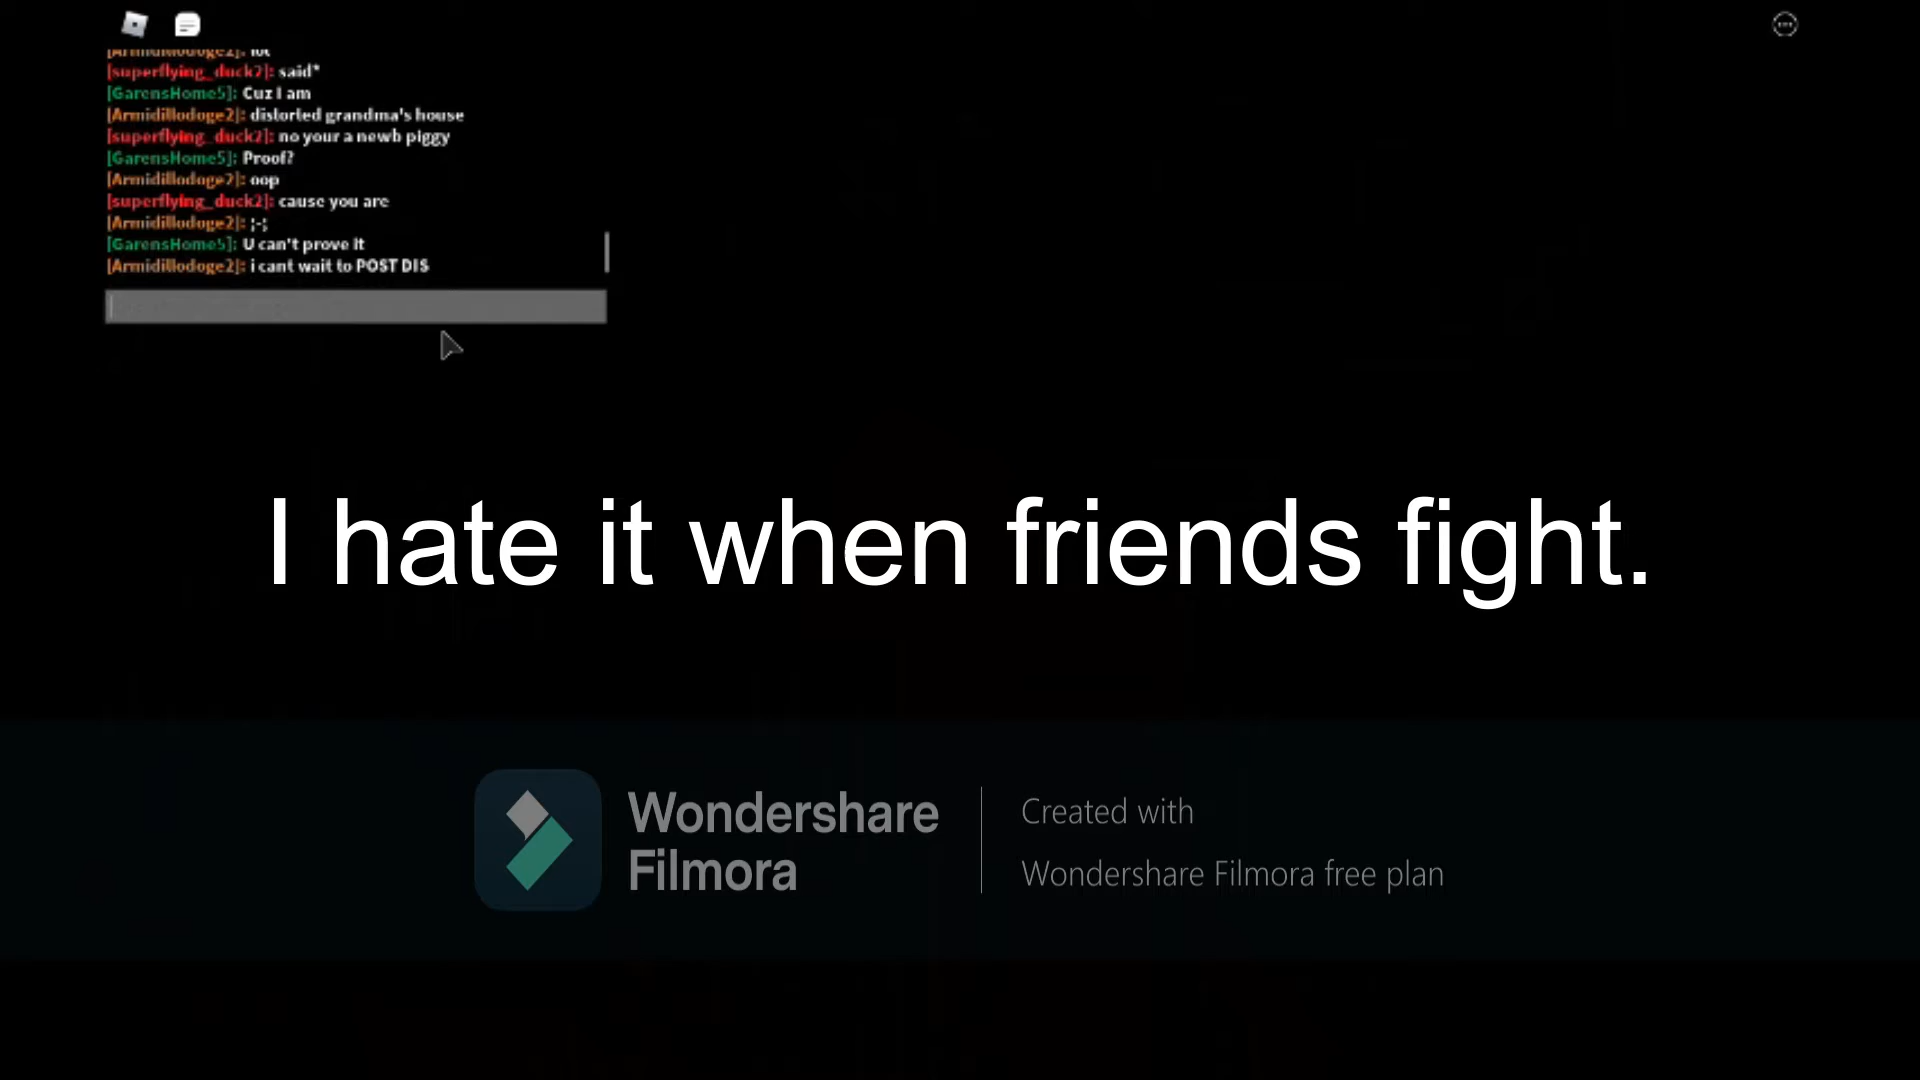 [Armidillodoge2]: lol
[superflying_duck2]: said*
[GarensHome5]: Cuz I am
[Armidillodoge2]: distorted grandma's house
[superflying_duck2]: no your a newb piggy
[GarensHome5]: Proof?
[Armidillodoge2]: oop
[superflying_duck2]: cause you are
[Armidillodoge2]: ;-;
[GarensHome5]: U can't prove it
[Armidillodoge2]: i cant wait to POST DIS
I hate it when friends fight.
Wondershare
Filmora
Created with
Wondershare Filmora free plan